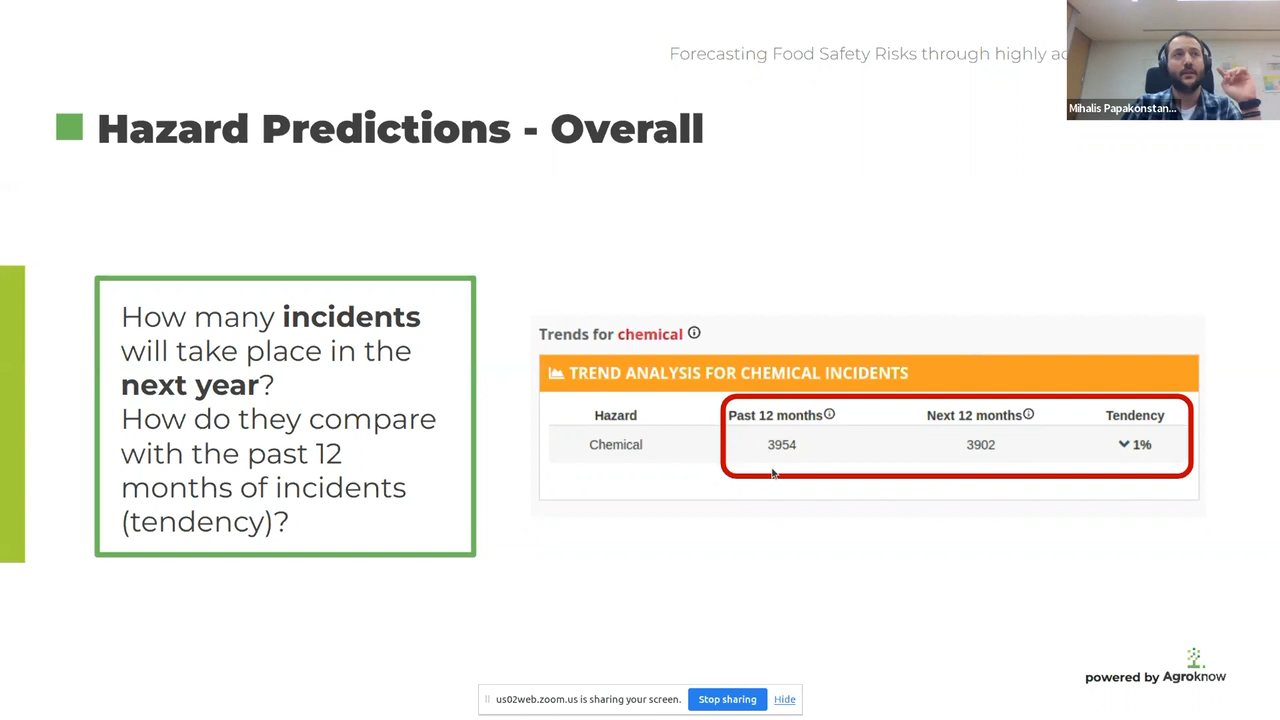 Forecasting Food Safety Risks through highly
Mihalis Papakonstan...
Hazard Predictions - Overall
How many incidents
will take place in the
next year?
How do they compare
with the past 12
months of incidents
(tendency)?
Trends for chemical
TREND ANALYSIS FOR CHEMICAL INCIDENTS
Hazard Past 12 months Next 12 months Tendency
Chemical 3954 3902 1%
powered by Agroknow
us02web.zoom.us is sharing your screen. Stop sharing Hide